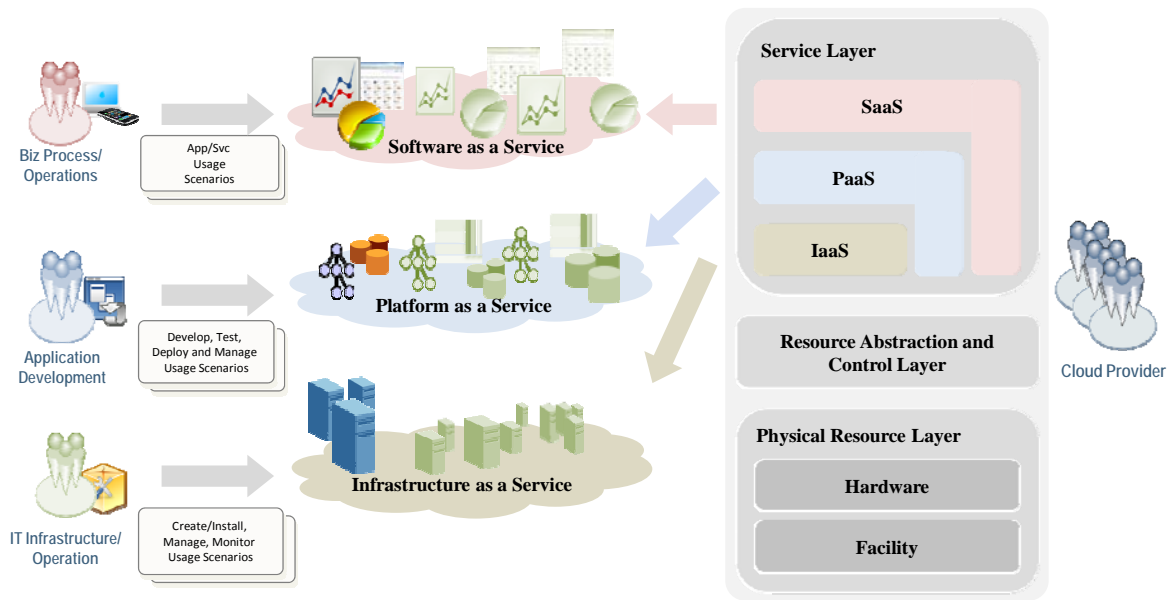 Biz Process/
Operations
App/Svc
Usage
Scenarios
Software as a Service
Application
Development
Develop, Test,
Deploy and Manage
Usage Scenarios
Platform as a Service
IT Infrastructure/
Operation
Create/Install,
Manage, Monitor
Usage Scenarios
Infrastructure as a Service
Service Layer
SaaS
PaaS
IaaS
Resource Abstraction and
Control Layer
Physical Resource Layer
Hardware
Facility
Cloud Provider